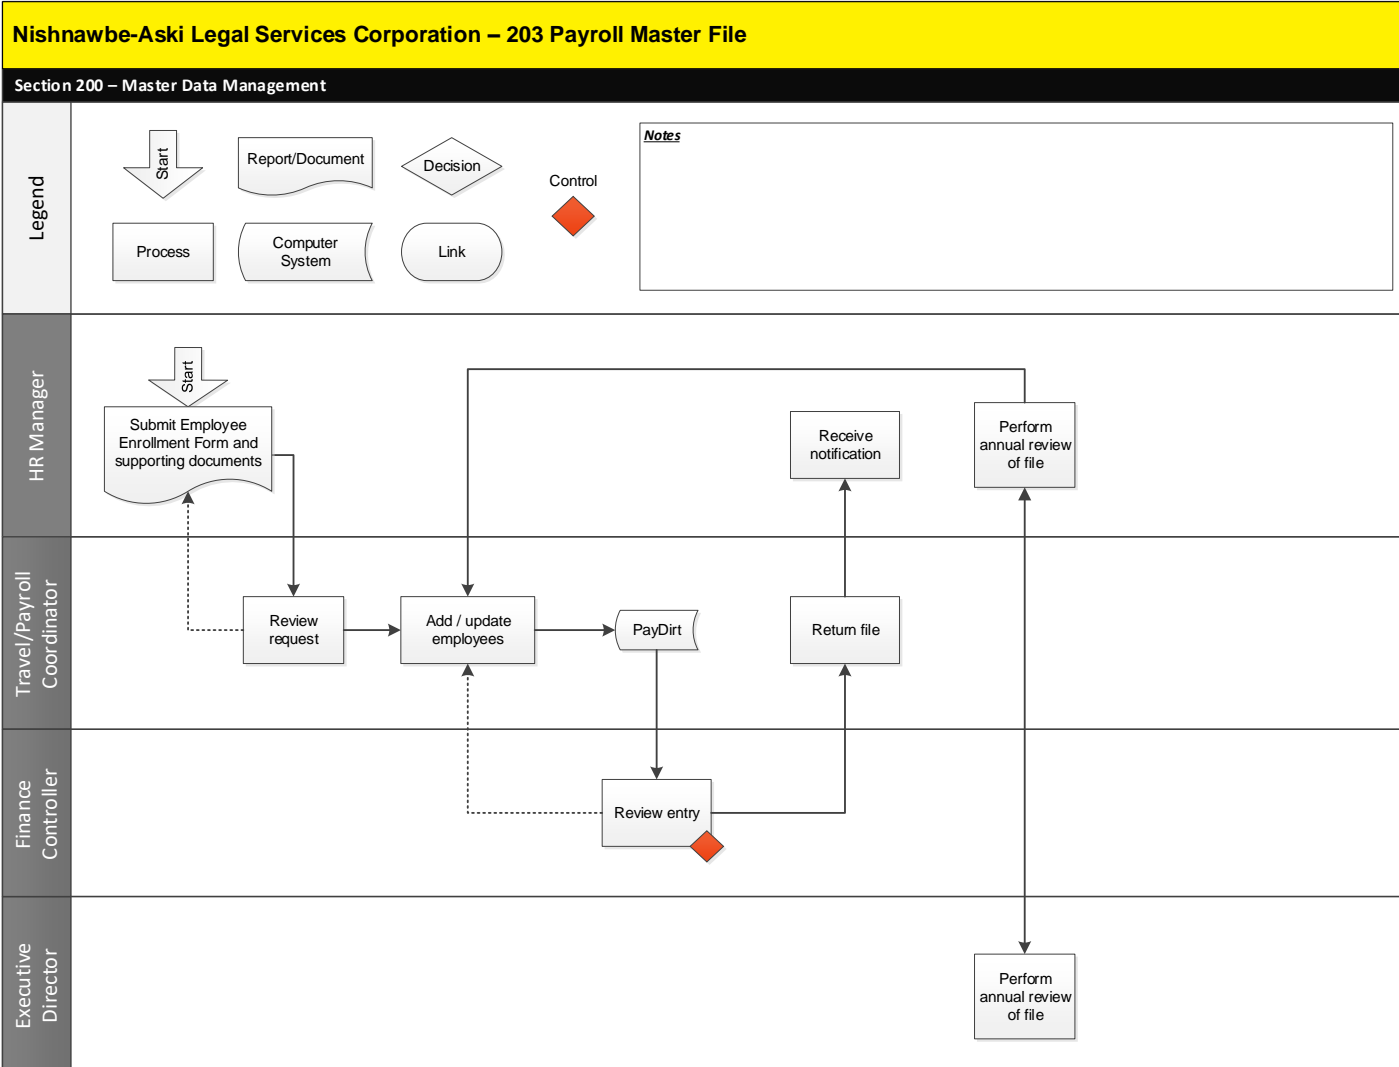 Nishnawbe-Aski Legal Services Corporation – 203 Payroll Master File
Section 200 – Master Data Management
Legend
Start
Report/Document
Decision
Control
Process
Computer
System
Link
Notes
HR Manager
Start
Submit Employee
Enrollment Form and
supporting documents
Receive
notification
Perform
annual review
of file
Travel/Payroll
Coordinator
Review
request
Add / update
employees
PayDirt
Return file
Finance
Controller
Review entry
Executive
Director
Perform
annual review
of file